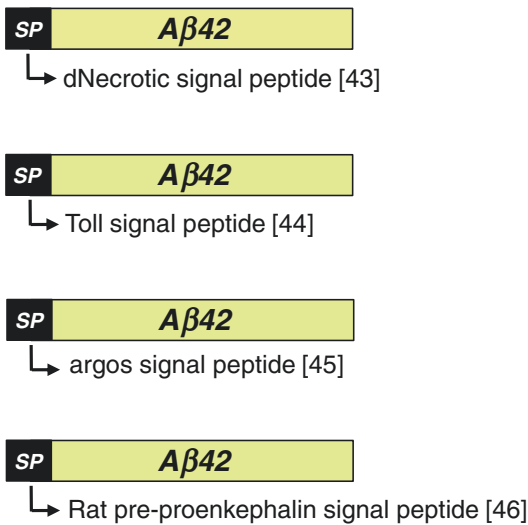 SP Aβ42
dNecrotic signal peptide [43]
SP Aβ42
Toll signal peptide [44]
SP Aβ42
argos signal peptide [45]
SP Aβ42
Rat pre-proenkephalin signal peptide [46]